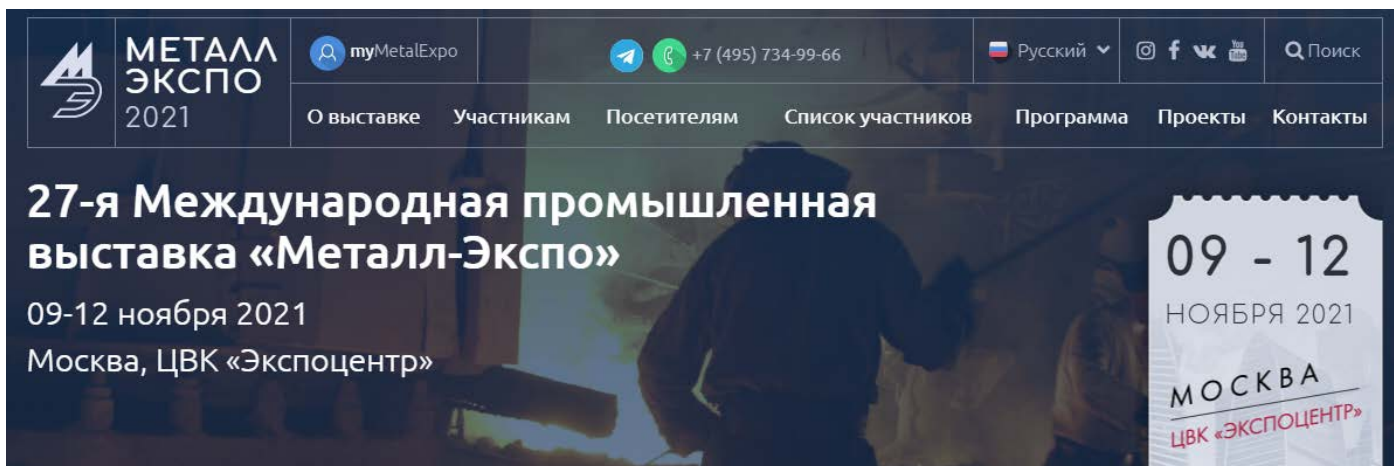 МЕТАЛЛ
ЭКСПО
2021
myMetalExpo
+7 (495) 734-99-66
Русский
You
Tube
Поиск
О выставке Участникам Посетителям Список участников Программа Проекты Контакты
27-я Международная промышленная
выставка «Металл-Экспо»
09-12 ноября 2021
Москва, ЦВК «Экспоцентр»
09 - 12
НОЯБРЯ 2021
МОСКВА
ЦВК «ЭКСПОЦЕНТР»